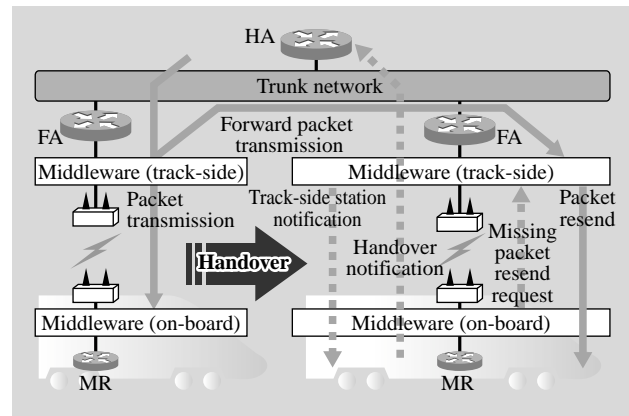 HA
Trunk network
FA
FA
Forward packet
transmission
Middleware (track-side)
Middleware (track-side)
Packet
transmission
Track-side station
notification
Packet
resend
Handover
Handover
notification
Missing
packet
resend
request
Middleware (on-board)
Middleware (on-board)
MR
MR